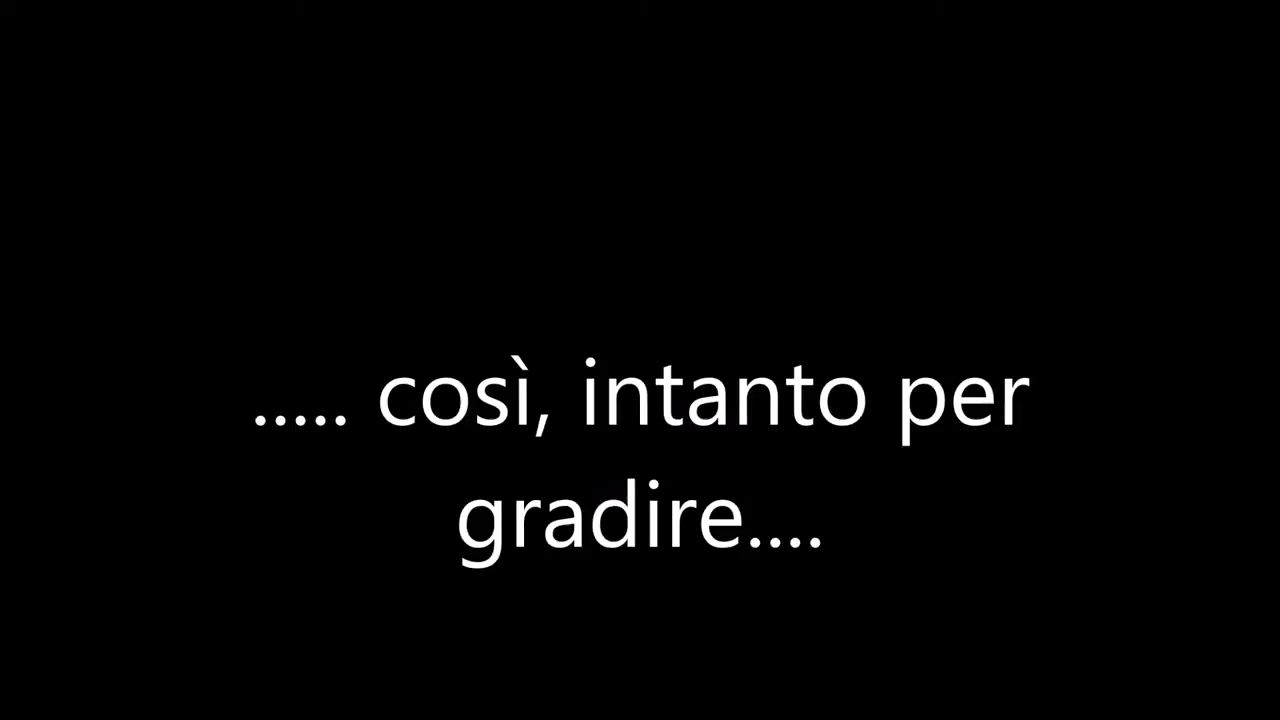 ..... così, intanto per
gradire....